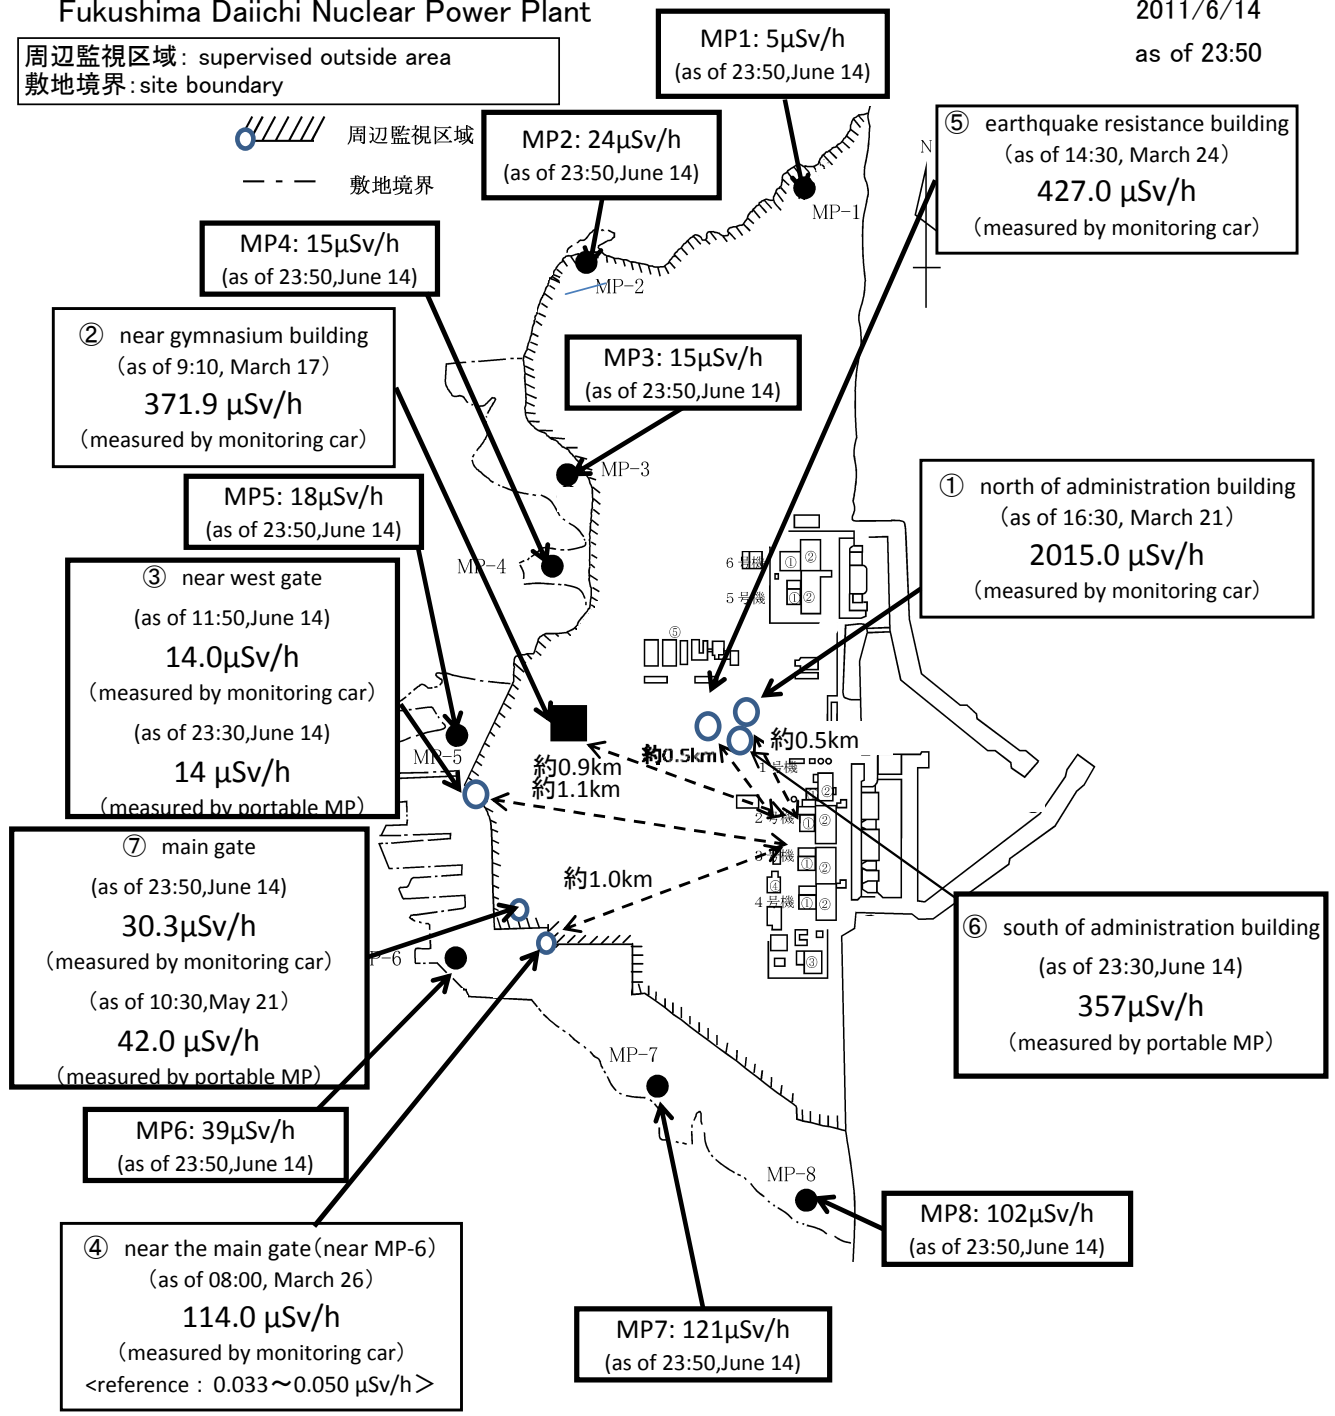 Fukushima Daiichi Nuclear Power Plant
2011/6/14
as of 23:50
周辺監視区域: supervised outside area
敷地境界:site boundary
周辺監視区域
敷地境界
MP1: 5μSv/h
(as of 23:50,June 14)
MP2: 24μSv/h
(as of 23:50,June 14)
⑤ earthquake resistance building
(as of 14:30, March 24)
427.0 μSv/h
(measured by monitoring car)
N
MP-1
MP4: 15μSv/h
(as of 23:50,June 14)
MP-2
② near gymnasium building
(as of 9:10, March 17)
371.9 μSv/h
(measured by monitoring car)
MP3: 15μSv/h
(as of 23:50,June 14)
MP-3
MP5: 18μSv/h
(as of 23:50,June 14)
① north of administration building
(as of 16:30, March 21)
2015.0 μSv/h
(measured by monitoring car)
MP-4
6号機
①
②
5号機
①
②
③ near west gate
(as of 11:50,June 14)
14.0μSv/h
(measured by monitoring car)
(as of 23:30,June 14)
14 μSv/h
(measured by portable MP)
⑤
MP-5
約0.9km
約1.1km
約0.5km
約0.5km
1号機
②
2号機
①
②
3号機
①
②
④
4号機
①
②
③
約1.0km
⑦ main gate
(as of 23:50,June 14)
30.3μSv/h
(measured by monitoring car)
(as of 10:30,May 21)
42.0 μSv/h
(measured by portable MP)
P-6
⑥ south of administration building
(as of 23:30,June 14)
357μSv/h
(measured by portable MP)
MP-7
MP6: 39μSv/h
(as of 23:50,June 14)
MP-8
MP8: 102μSv/h
(as of 23:50,June 14)
④ near the main gate(near MP-6)
(as of 08:00, March 26)
114.0 μSv/h
(measured by monitoring car)
<reference : 0.033～0.050 μSv/h>
MP7: 121μSv/h
(as of 23:50,June 14)